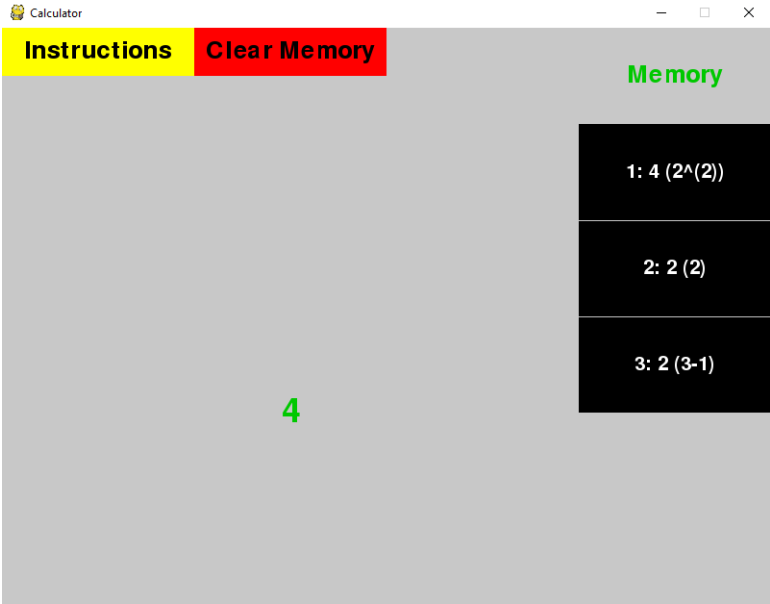 Calculator
Instructions Clear Memory
Memory
1: 4 (2^(2))
2: 2 (2)
3: 2 (3-1)
4